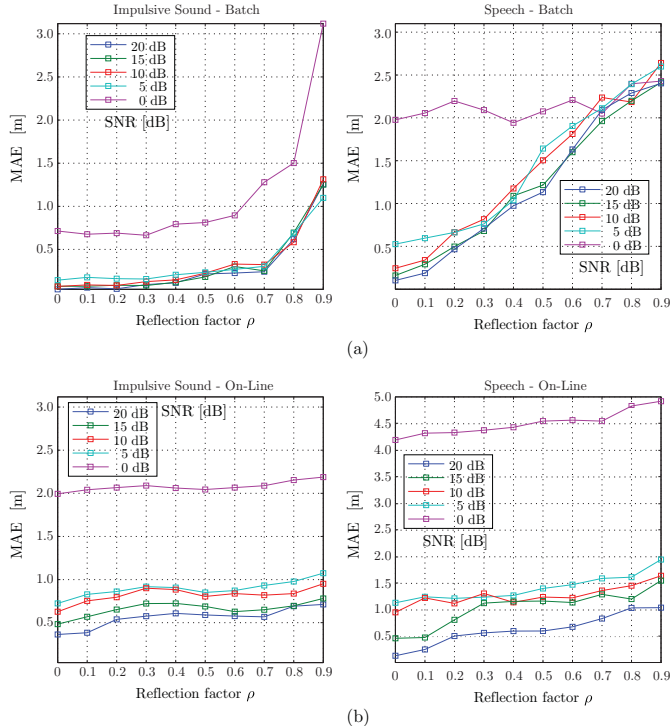 Impulsive Sound - Batch
3.0
2.5
2.0
1.5
1.0
0.5
MAE [m]
20 dB
15 dB
10 dB
5 dB
0 dB
SNR [dB]
0 0.1 0.2 0.3 0.4 0.5 0.6 0.7 0.8 0.9
Reflection factor ρ
Speech - Batch
3.0
2.5
2.0
1.5
1.0
0.5
0
MAE [m]
20 dB
15 dB
10 dB
5 dB
0 dB
SNR [dB]
0 0.1 0.2 0.3 0.4 0.5 0.6 0.7 0.8 0.9
Reflection factor ρ
(a)
Impulsive Sound - On-Line
3.0
2.5
2.0
1.5
1.0
0.5
MAE [m]
20 dB
15 dB
10 dB
5 dB
0 dB
SNR [dB]
0 0.1 0.2 0.3 0.4 0.5 0.6 0.7 0.8 0.9
Reflection factor ρ
Speech - On-Line
5.0
4.5
4.0
3.5
3.0
2.5
2.0
1.5
1.0
0.5
MAE [m]
20 dB
15 dB
10 dB
5 dB
0 dB
SNR [dB]
0 0.1 0.2 0.3 0.4 0.5 0.6 0.7 0.8 0.9
Reflection factor ρ
(b)